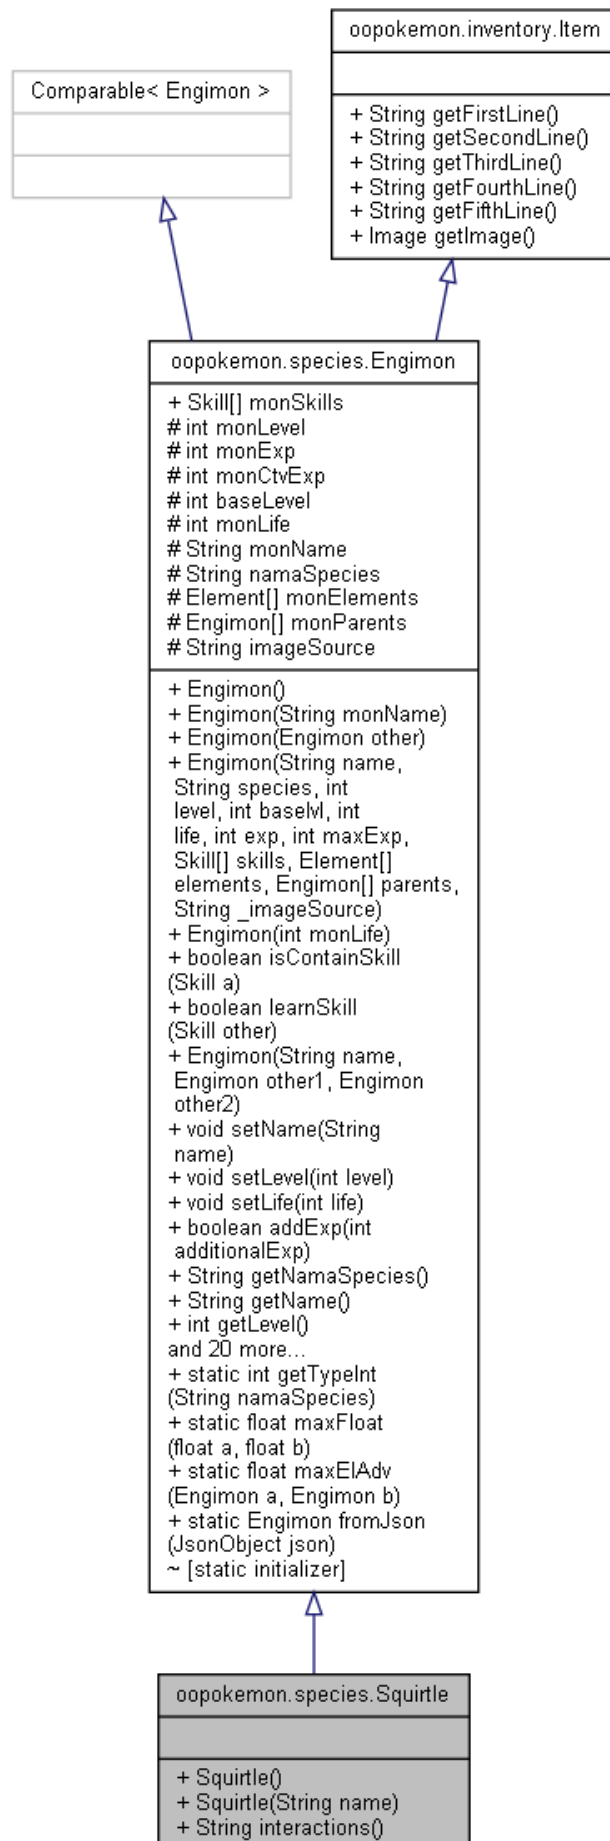 oopokemon.inventory.Item
+ String getFirstLine()
+ String getSecondLine()
+ String getThirdLine()
+ String getFourthLine()
+ String getFifthLine()
+ Image getImage()
Comparable< Engimon >
oopokemon.species.Engimon
+ Skill[] monSkills
# int monLevel
# int monExp
# int monCtvExp
# int baseLevel
# int monLife
# String monName
# String namaSpecies
# Element[] monElements
# Engimon[] monParents
# String imageSource
+ Engimon()
+ Engimon(String monName)
+ Engimon(Engimon other)
+ Engimon(String name,
String species, int
level, int baselvl, int
life, int exp, int maxExp,
Skill[] skills, Element[]
elements, Engimon[] parents,
String _imageSource)
+ Engimon(int monLife)
+ boolean isContainSkill
(Skill a)
+ boolean learnSkill
(Skill other)
+ Engimon(String name,
Engimon other1, Engimon
other2)
+ void setName(String
name)
+ void setLevel(int level)
+ void setLife(int life)
+ boolean addExp(int
additionalExp)
+ String getNamaSpecies()
+ String getName()
+ int getLevel()
and 20 more...
+ static int getTypeInt
(String namaSpecies)
+ static float maxFloat
(float a, float b)
+ static float maxElAdv
(Engimon a, Engimon b)
+ static Engimon fromJson
(JsonObject json)
~ [static initializer]
oopokemon.species.Squirtle
+ Squirtle()
+ Squirtle(String name)
+ String interactions()